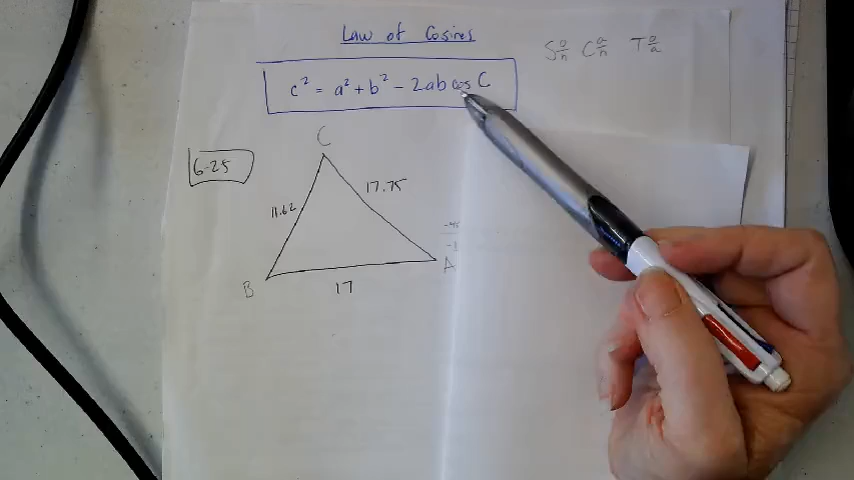 Law of Cosines
S o/n C a/n T o/a
c² = a² + b² - 2ab cos C
6-25
C
11.62
17.75
B
17
A